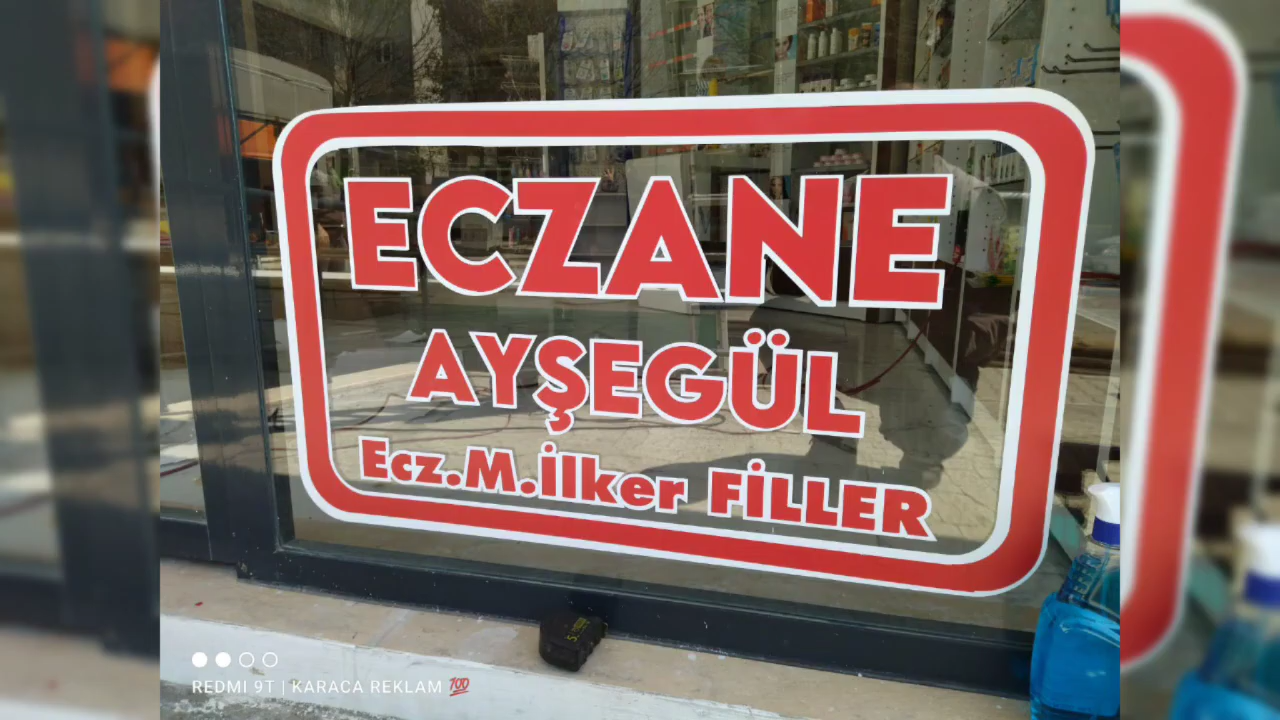 ECZANE
AYŞEGÜL
Ecz.M.İlker FİLLER
REDMI 9T | KARACA REKLAM 💯